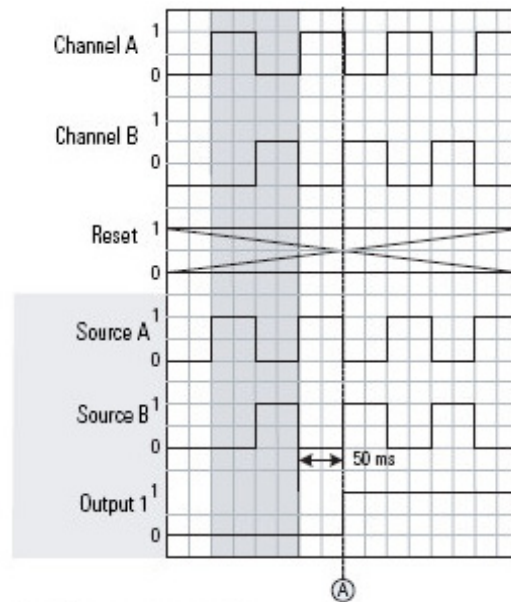 Channel A 1
0
Channel B 1
0
Reset 1
0
Source A 1
0
Source B 1
0
50 ms
Output 1 1
0
A